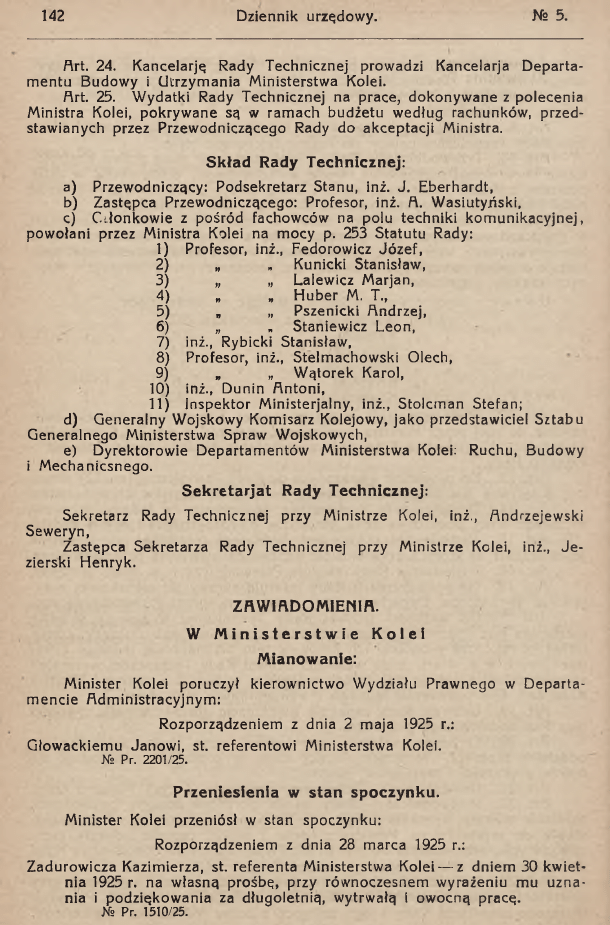 142 Dziennik urzędowy. № 5.
Art. 24. Kancelarję Rady Technicznej prowadzi Kancelarja Departa-
mentu Budowy i Utrzymania Ministerstwa Kolei.
Art. 25. Wydatki Rady Technicznej na prace, dokonywane z polecenia
Ministra Kolei, pokrywane są w ramach budżetu według rachunków, przed-
stawianych przez Przewodniczącego Rady do akceptacji Ministra.
Skład Rady Technicznej:
a) Przewodniczący: Podsekretarz Stanu, inż. J. Eberhardt,
b) Zastępca Przewodniczącego: Profesor, inż. A. Wasiutyński,
c) Członkowie z pośród fachowców na polu techniki komunikacyjnej,
powołani przez Ministra Kolei na mocy p. 253 Statutu Rady:
1) Profesor, inż., Fedorowicz Józef,
2) „ „ Kunicki Stanisław,
3) „ „ Lalewicz Marjan,
4) „ „ Huber M. T.,
5) „ „ Pszenicki Andrzej,
6) „ „ Staniewicz Leon,
7) inż., Rybicki Stanisław,
8) Profesor, inż., Stelmachowski Olech,
9) „ „ Wątorek Karol,
10) inż., Dunin Antoni,
11) Inspektor Ministerjalny, inż., Stolcman Stefan;
d) Generalny Wojskowy Komisarz Kolejowy, jako przedstawiciel Sztabu
Generalnego Ministerstwa Spraw Wojskowych,
e) Dyrektorowie Departamentów Ministerstwa Kolei: Ruchu, Budowy
i Mechanicsnego.
Sekretarjat Rady Technicznej:
Sekretarz Rady Technicznej przy Ministrze Kolei, inż., Andrzejewski
Seweryn,
Zastępca Sekretarza Rady Technicznej przy Ministrze Kolei, inż., Je-
zierski Henryk.
ZAWIADOMIENIA.
W Ministerstwie Kolei
Mianowanie:
Minister Kolei poruczył kierownictwo Wydziału Prawnego w Departa-
mencie Administracyjnym:
Rozporządzeniem z dnia 2 maja 1925 r.:
Głowackiemu Janowi, st. referentowi Ministerstwa Kolei.
№ Pr. 2201/25.
Przeniesienia w stan spoczynku.
Minister Kolei przeniósł w stan spoczynku:
Rozporządzeniem z dnia 28 marca 1925 r.:
Zadurowicza Kazimierza, st. referenta Ministerstwa Kolei — z dniem 30 kwiet-
nia 1925 r. na własną prośbę, przy równoczesnem wyrażeniu mu uzna-
nia i podziękowania za długoletnią, wytrwałą i owocną pracę.
№ Pr. 1510/25.